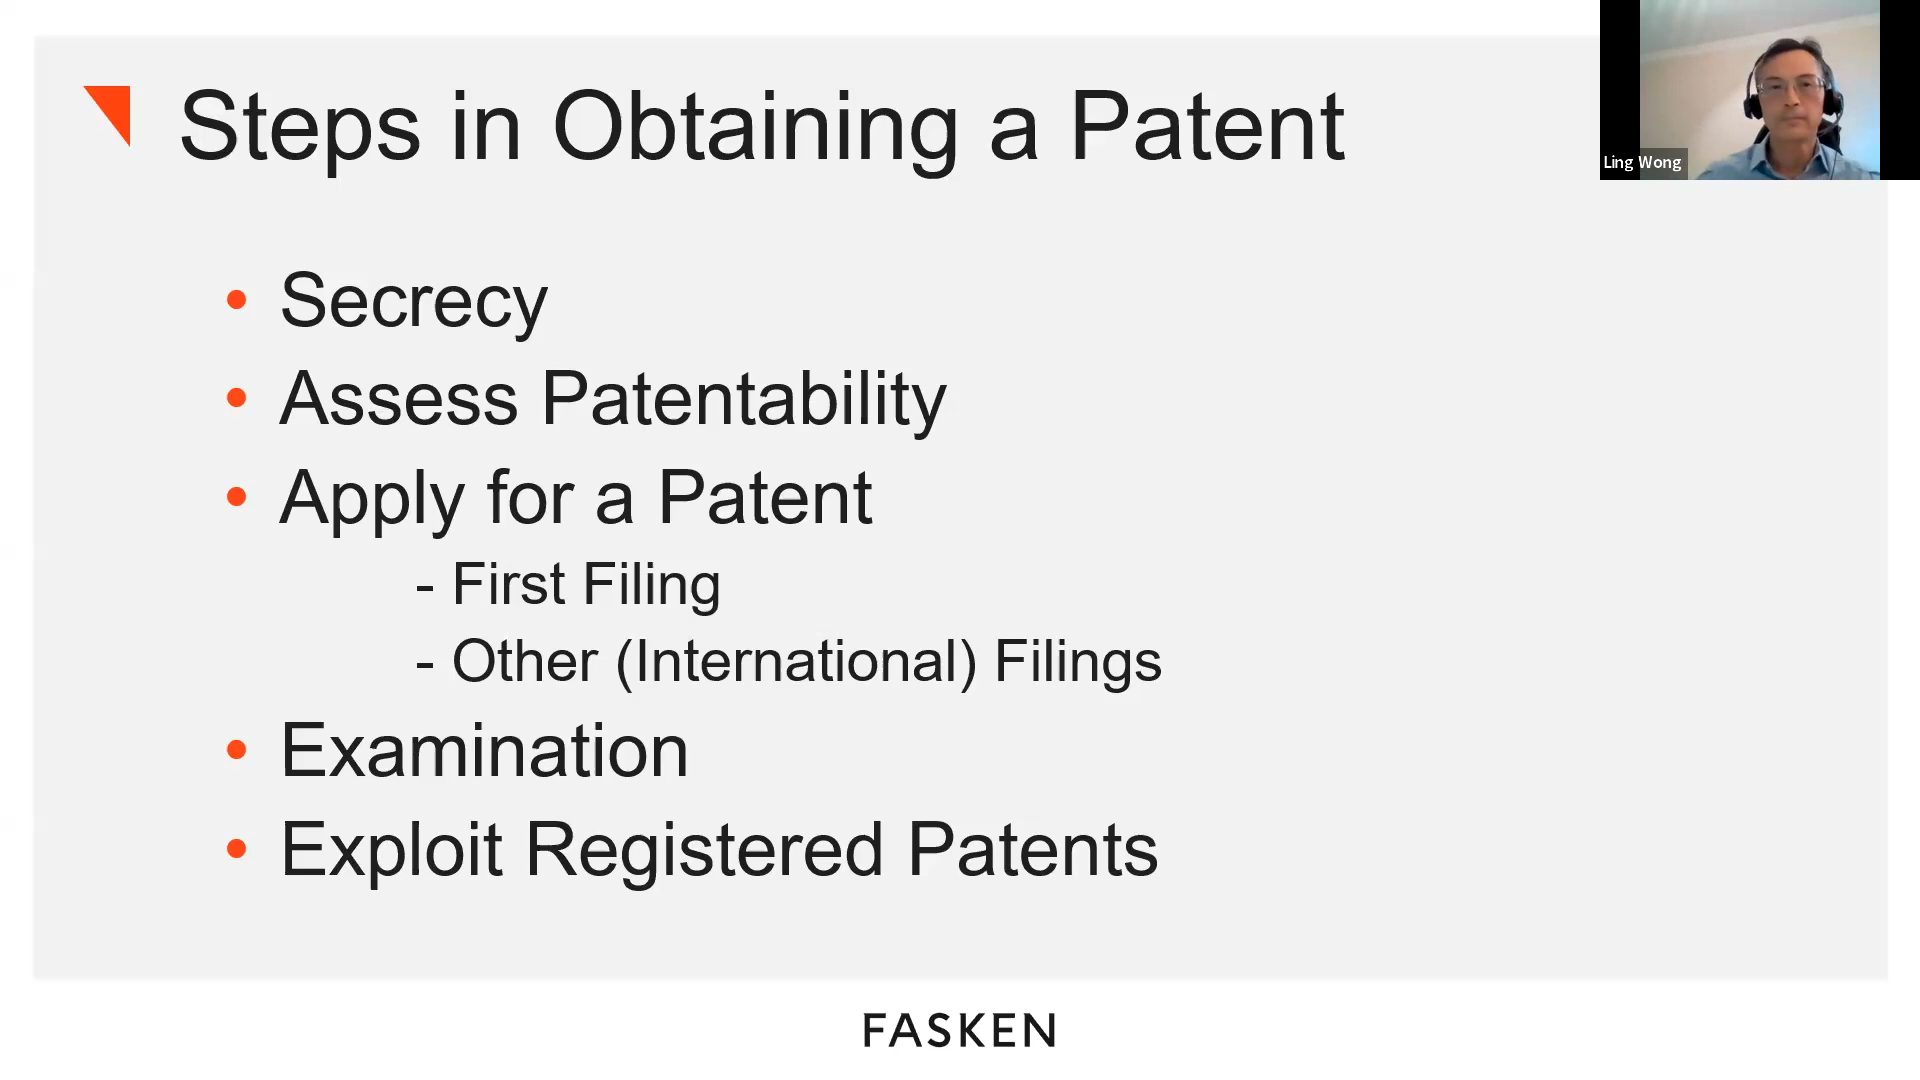 Steps in Obtaining a Patent
Ling Wong
• Secrecy
• Assess Patentability
• Apply for a Patent
- First Filing
- Other (International) Filings
• Examination
• Exploit Registered Patents
FASKEN